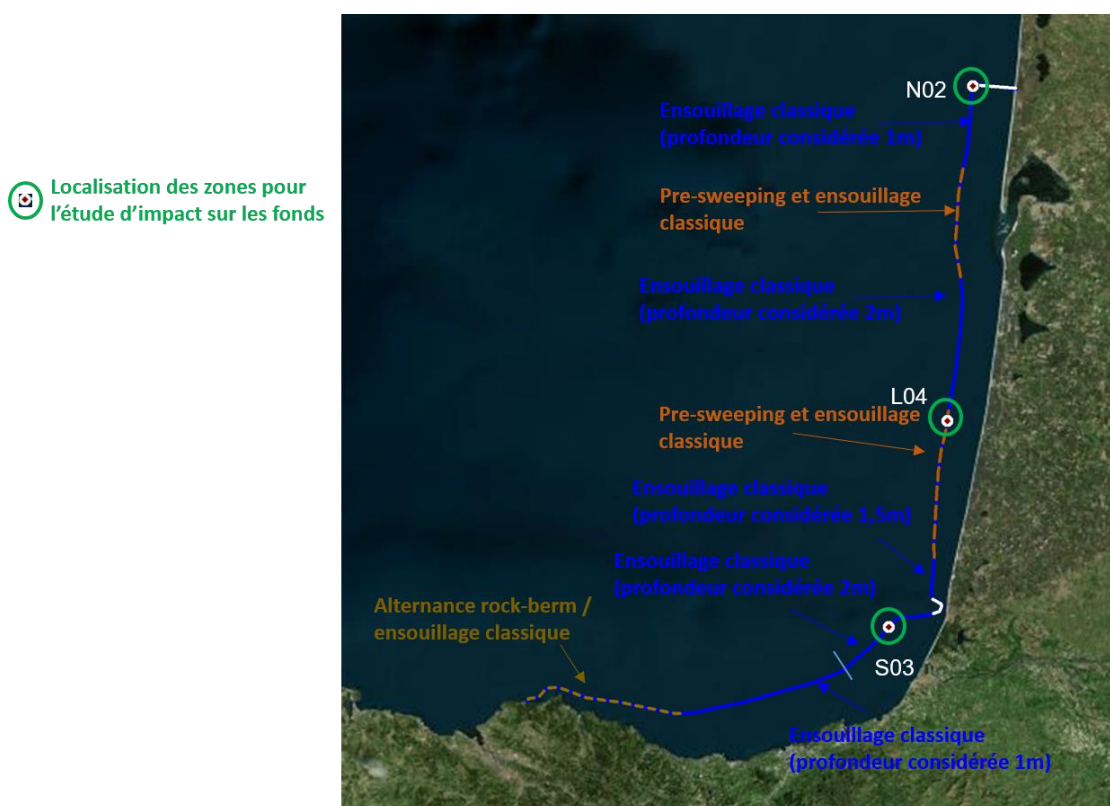 Localisation des zones pour
l'étude d'impact sur les fonds
N02
Ensouillage classique
(profondeur considérée 1m)
Pre-sweeping et ensouillage
classique
Ensouillage classique
(profondeur considérée 2m)
L04
Pre-sweeping et ensouillage
classique
Ensouillage classique
(profondeur considérée 1,5m)
Ensouillage classique
(profondeur considérée 2m)
Alternance rock-berm /
ensouillage classique
S03
Ensouillage classique
(profondeur considérée 1m)